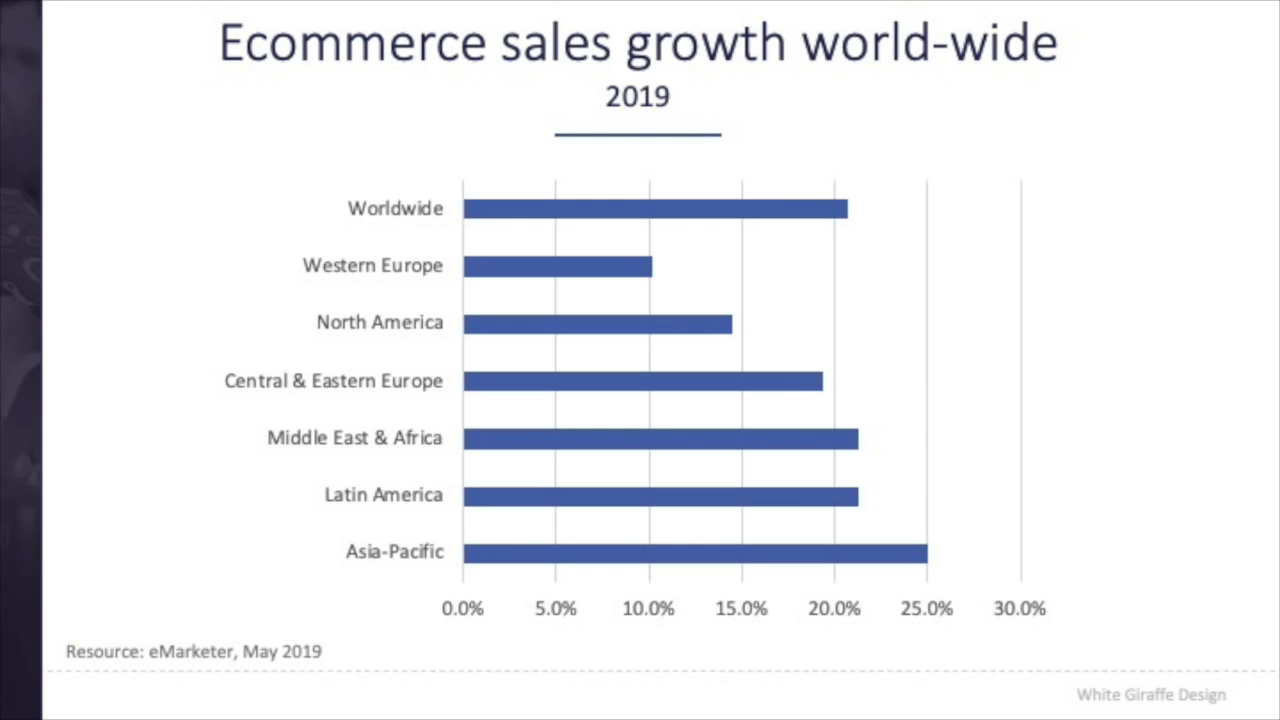 Ecommerce sales growth world-wide
2019
Worldwide
Western Europe
North America
Central & Eastern Europe
Middle East & Africa
Latin America
Asia-Pacific
0.0% 5.0% 10.0% 15.0% 20.0% 25.0% 30.0%
Resource: eMarketer, May 2019
White Giraffe Design